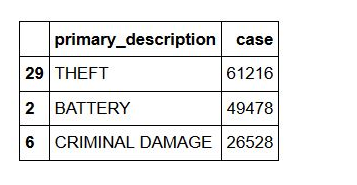 primary_description case
29 THEFT 61216
2 BATTERY 49478
6 CRIMINAL DAMAGE 26528